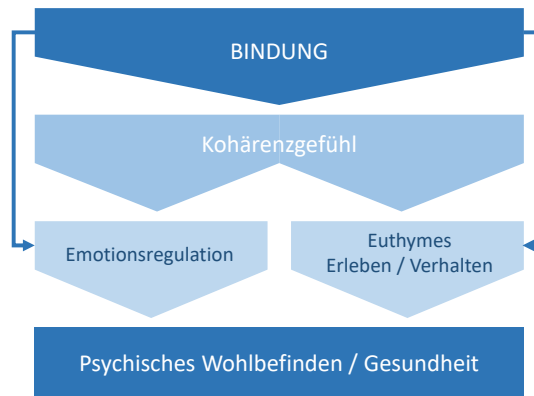 BINDUNG
Kohärenzgefühl
Emotionsregulation
Euthymes
Erleben / Verhalten
Psychisches Wohlbefinden / Gesundheit